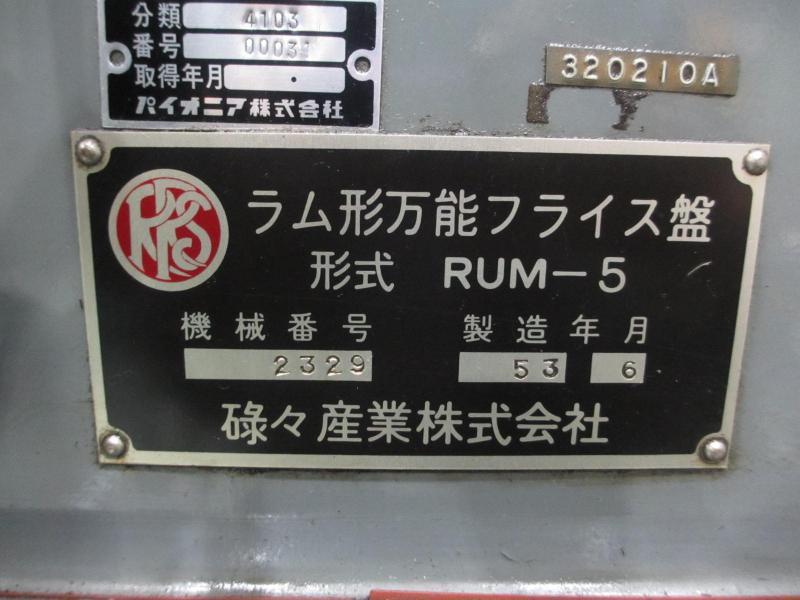 分類 4103
番号 00031
取得年月 .
パイオニア株式会社
320210A
RRS ラム形万能フライス盤
形式 RUM-5
機械番号 製造年月
2329 53 6
碌々産業株式会社